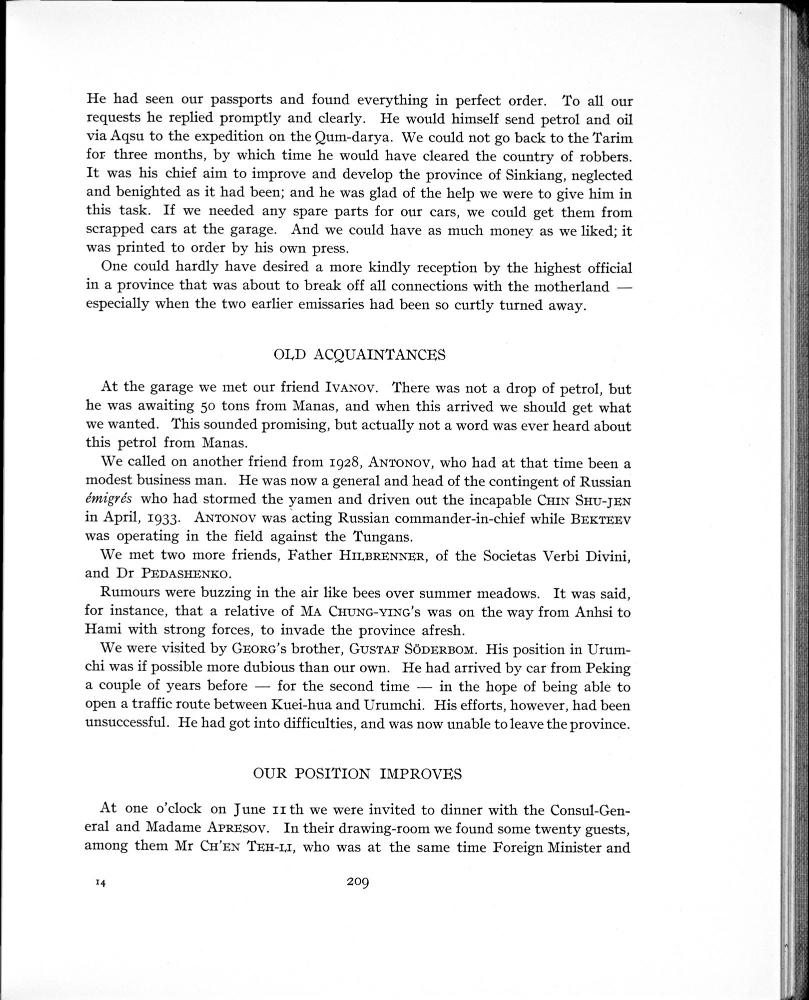 He had seen our passports and found everything in perfect order. To all our
requests he replied promptly and clearly. He would himself send petrol and oil
via Aqsu to the expedition on the Qum-darya. We could not go back to the Tarim
for three months, by which time he would have cleared the country of robbers.
It was his chief aim to improve and develop the province of Sinkiang, neglected
and benighted as it had been; and he was glad of the help we were to give him in
this task. If we needed any spare parts for our cars, we could get them from
scrapped cars at the garage. And we could have as much money as we liked; it
was printed to order by his own press.
One could hardly have desired a more kindly reception by the highest official
in a province that was about to break off all connections with the motherland —
especially when the two earlier emissaries had been so curtly turned away.
OLD ACQUAINTANCES
At the garage we met our friend IVANOV. There was not a drop of petrol, but
he was awaiting 50 tons from Manas, and when this arrived we should get what
we wanted. This sounded promising, but actually not a word was ever heard about
this petrol from Manas.
We called on another friend from 1928, ANTONOV, who had at that time been a
modest business man. He was now a general and head of the contingent of Russian
émigrés who had stormed the yamen and driven out the incapable CHIN SHU-JEN
in April, 1933. ANTONOV was acting Russian commander-in-chief while BEKTEEV
was operating in the field against the Tungans.
We met two more friends, Father HILBRENNER, of the Societas Verbi Divini,
and Dr PEDASHENKO.
Rumours were buzzing in the air like bees over summer meadows. It was said,
for instance, that a relative of MA CHUNG-YING's was on the way from Anhsi to
Hami with strong forces, to invade the province afresh.
We were visited by GEORG's brother, GUSTAF SÖDERBOM. His position in Urum-
chi was if possible more dubious than our own. He had arrived by car from Peking
a couple of years before — for the second time — in the hope of being able to
open a traffic route between Kuei-hua and Urumchi. His efforts, however, had been
unsuccessful. He had got into difficulties, and was now unable to leave the province.
OUR POSITION IMPROVES
At one o'clock on June 11th we were invited to dinner with the Consul-Gen-
eral and Madame APRESOV. In their drawing-room we found some twenty guests,
among them Mr CH'EN TEH-LI, who was at the same time Foreign Minister and
14
209